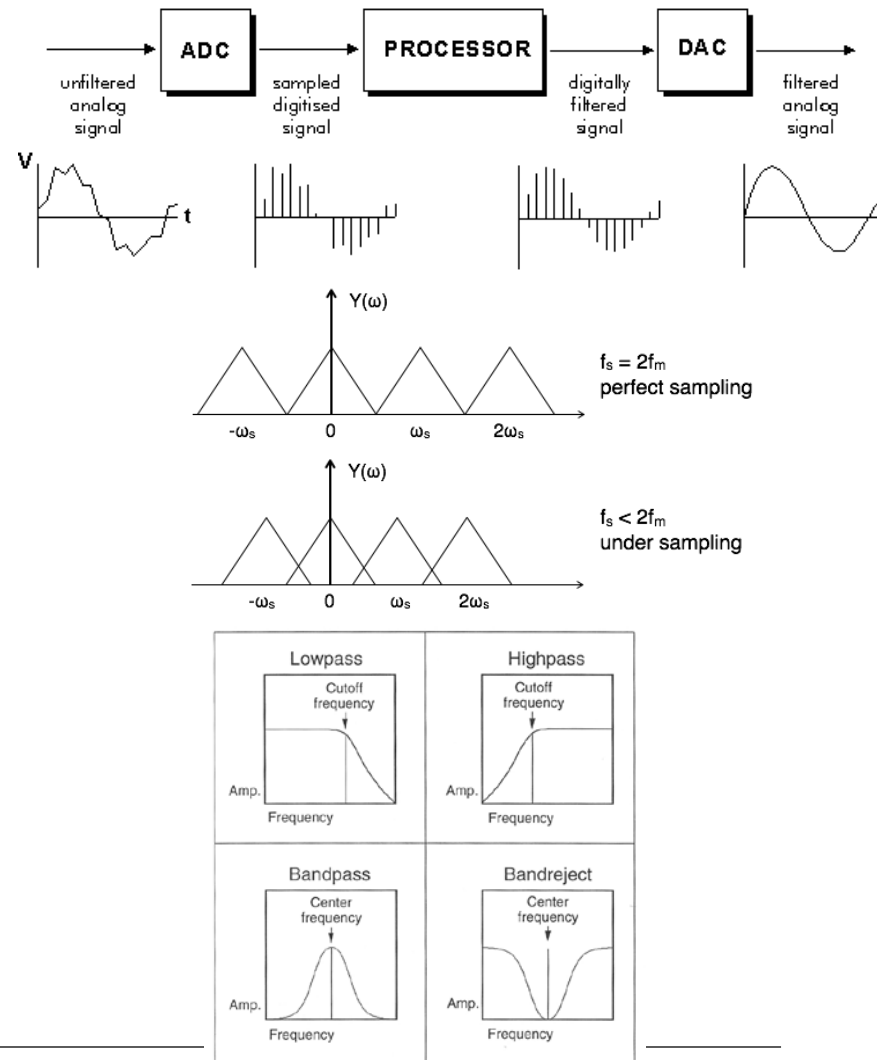 ADC
PROCESSOR
DAC
unfiltered
analog
signal
sampled
digitised
signal
digitally
filtered
signal
filtered
analog
signal
V
t
Y(ω)
fs = 2fm
perfect sampling
-ωs 0 ωs 2ωs
Y(ω)
fs < 2fm
under sampling
-ωs 0 ωs 2ωs
Lowpass
Cutoff
frequency
Amp.
Frequency
Highpass
Cutoff
frequency
Amp.
Frequency
Bandpass
Center
frequency
Amp.
Frequency
Bandreject
Center
frequency
Amp.
Frequency